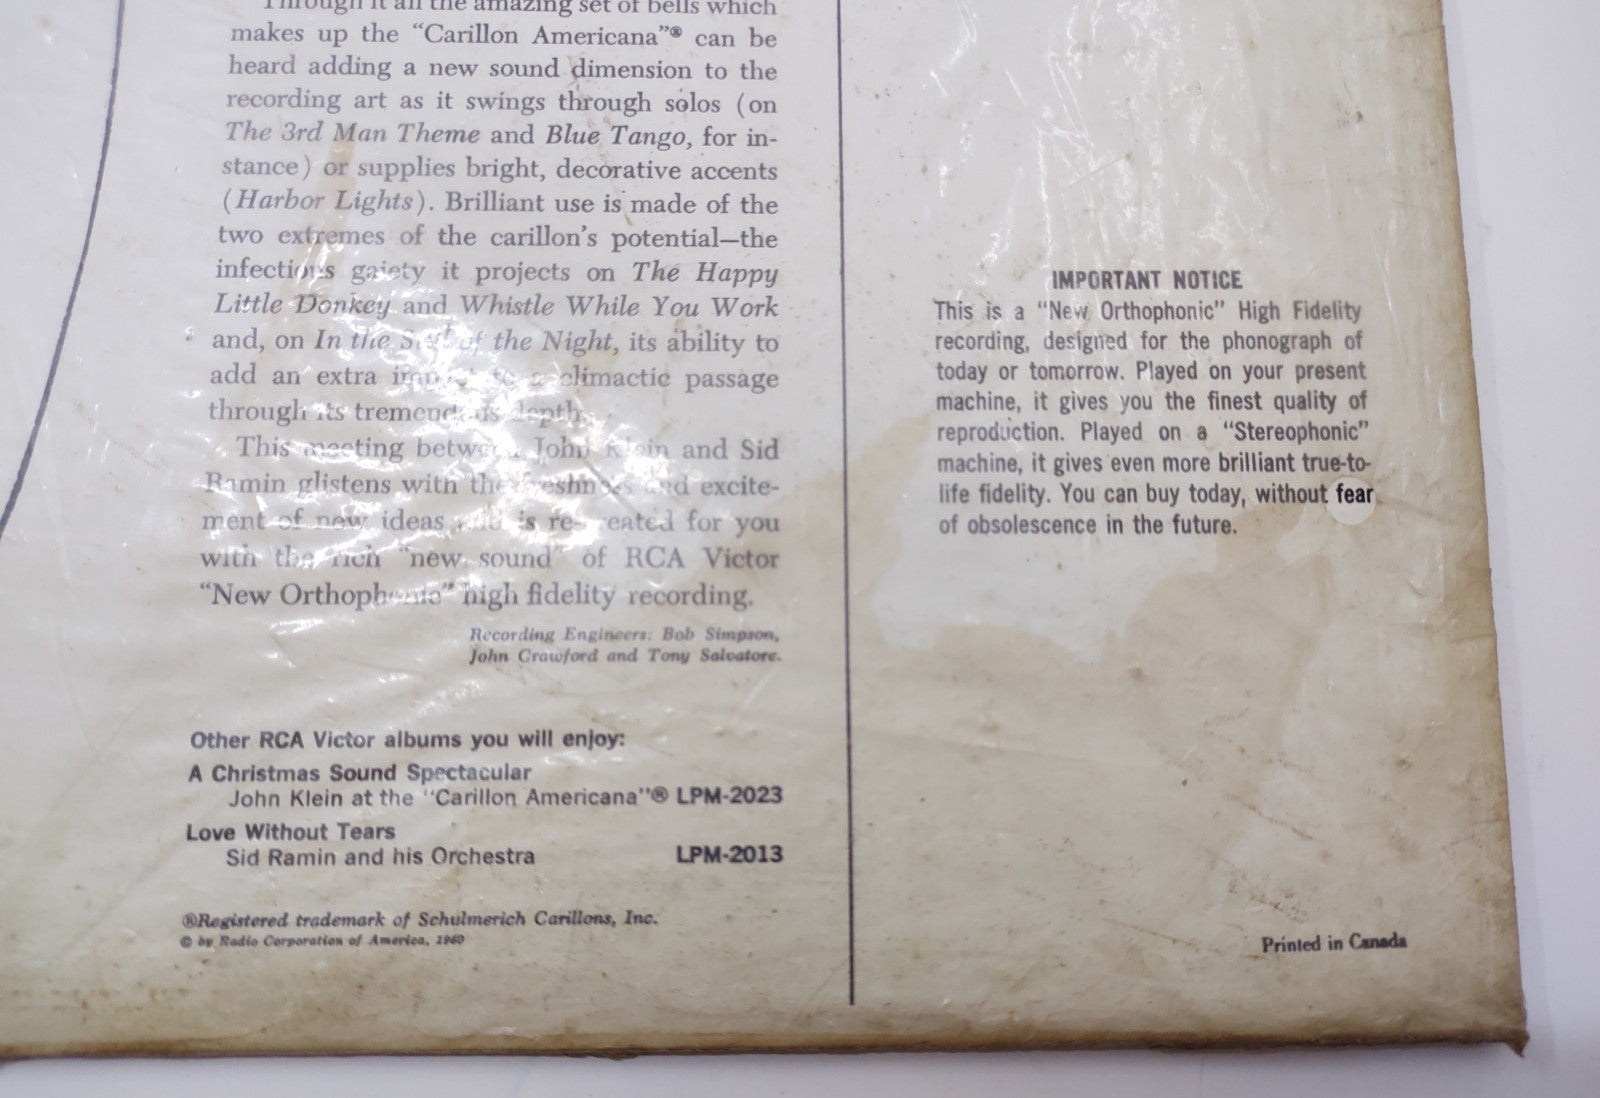 Through it all the amazing set of bells which
makes up the “Carillon Americana”® can be
heard adding a new sound dimension to the
recording art as it swings through solos (on
The 3rd Man Theme and Blue Tango, for in-
stance) or supplies bright, decorative accents
(Harbor Lights). Brilliant use is made of the
two extremes of the carillon’s potential—the
infectious gaiety it projects on The Happy
Little Donkey and Whistle While You Work
and, on In the Still of the Night, its ability to
add an extra climactic passage
through its tremendous depth.
This meeting between John Klein and Sid
Ramin glistens with the freshness and excite-
ment of new ideas is re-created for you
with the rich “new sound” of RCA Victor
“New Orthophonic” high fidelity recording.
Recording Engineers: Bob Simpson,
John Crawford and Tony Salvatore.
Other RCA Victor albums you will enjoy:
A Christmas Sound Spectacular
John Klein at the “Carillon Americana”® LPM-2023
Love Without Tears
Sid Ramin and his Orchestra LPM-2013
®Registered trademark of Schulmerich Carillons, Inc.
© by Radio Corporation of America, 1960
IMPORTANT NOTICE
This is a “New Orthophonic” High Fidelity
recording, designed for the phonograph of
today or tomorrow. Played on your present
machine, it gives you the finest quality of
reproduction. Played on a “Stereophonic”
machine, it gives even more brilliant true-to-
life fidelity. You can buy today, without fear
of obsolescence in the future.
Printed in Canada